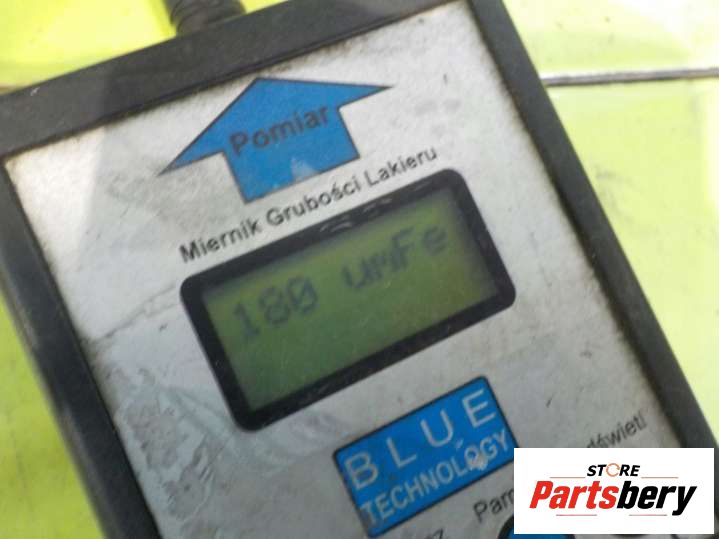 Pomiar
Miernik Grubości Lakieru
180 umFe
BLUE
TECHNOLOGY
STORE
Partsbery